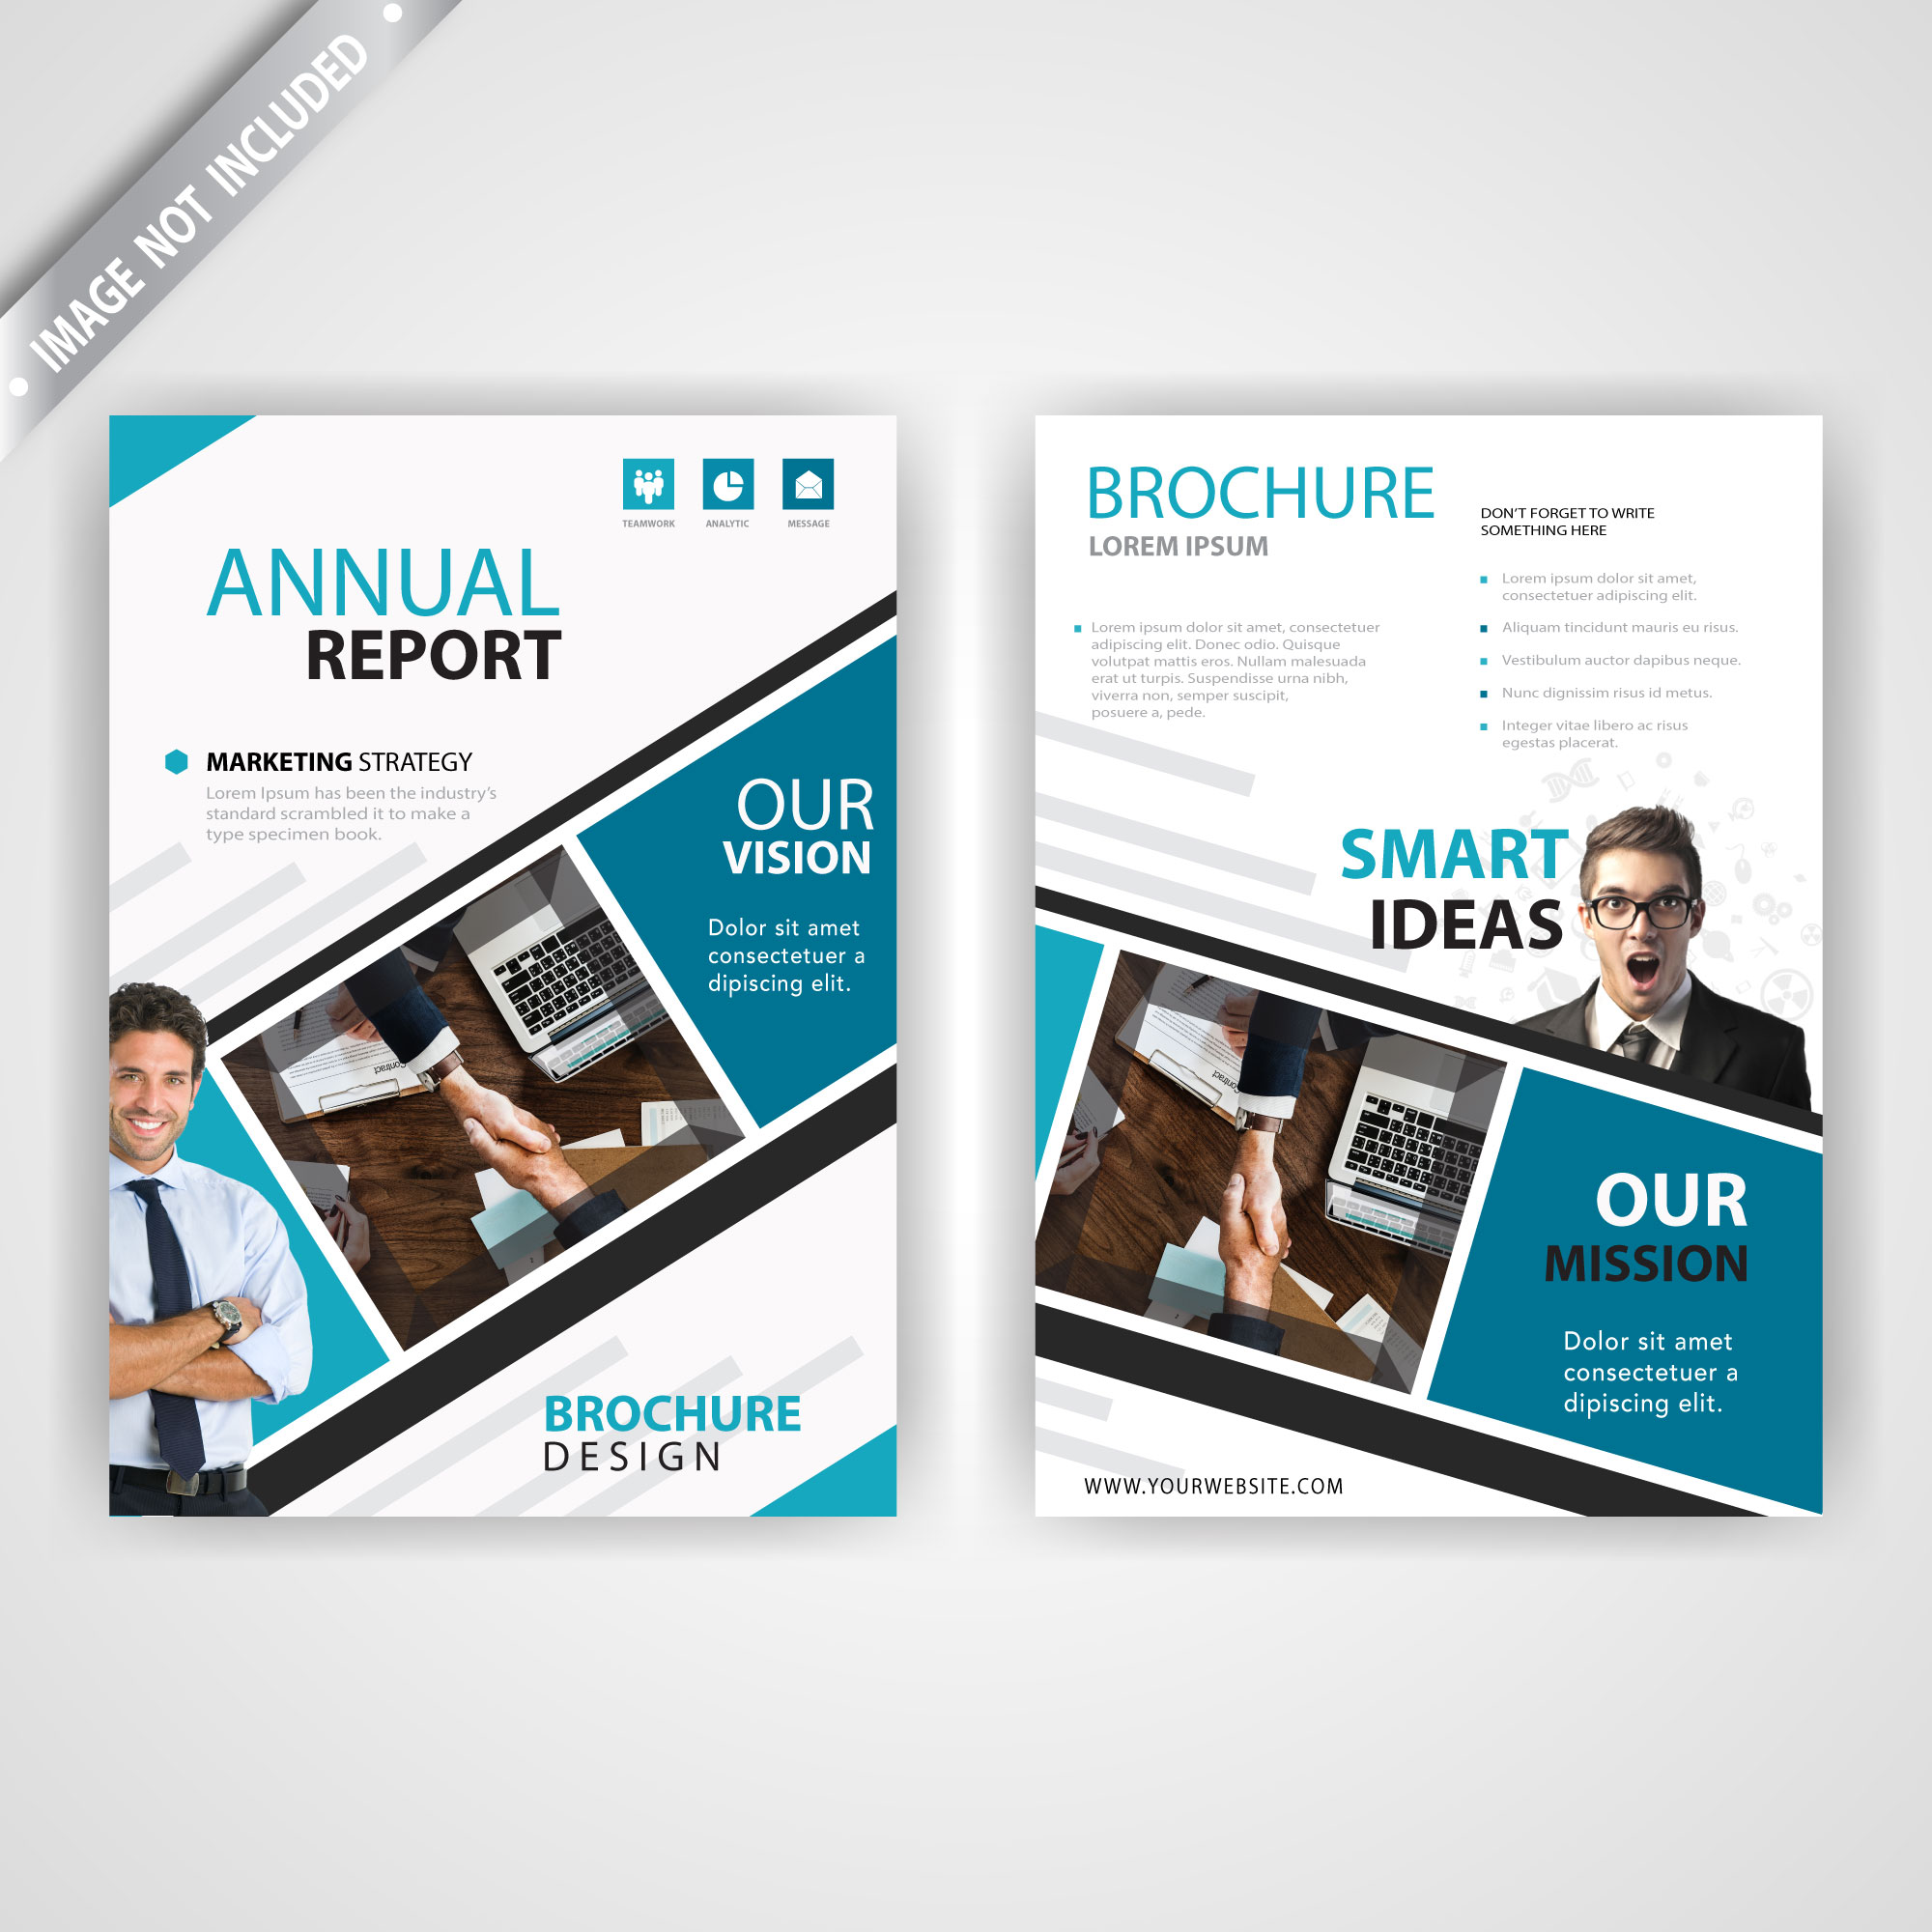 IMAGE NOT INCLUDED
TEAMWORK
ANALYTIC
MESSAGE
ANNUAL
REPORT
MARKETING STRATEGY
Lorem Ipsum has been the industry's
standard scrambled it to make a
type specimen book.
OUR
VISION
Dolor sit amet
consectetuer a
dipiscing elit.
Contract
BROCHURE
DESIGN
BROCHURE
LOREM IPSUM
Lorem ipsum dolor sit amet, consectetuer
adipiscing elit. Donec odio. Quisque
volutpat mattis eros. Nullam malesuada
erat ut turpis. Suspendisse urna nibh,
viverra non, semper suscipit,
posuere a, pede.
DON'T FORGET TO WRITE
SOMETHING HERE
Lorem ipsum dolor sit amet,
consectetuer adipiscing elit.
Aliquam tincidunt mauris eu risus.
Vestibulum auctor dapibus neque.
Nunc dignissim risus id metus.
Integer vitae libero ac risus
egestas placerat.
SMART
IDEAS
Contract
OUR
MISSION
Dolor sit amet
consectetuer a
dipiscing elit.
WWW.YOURWEBSITE.COM